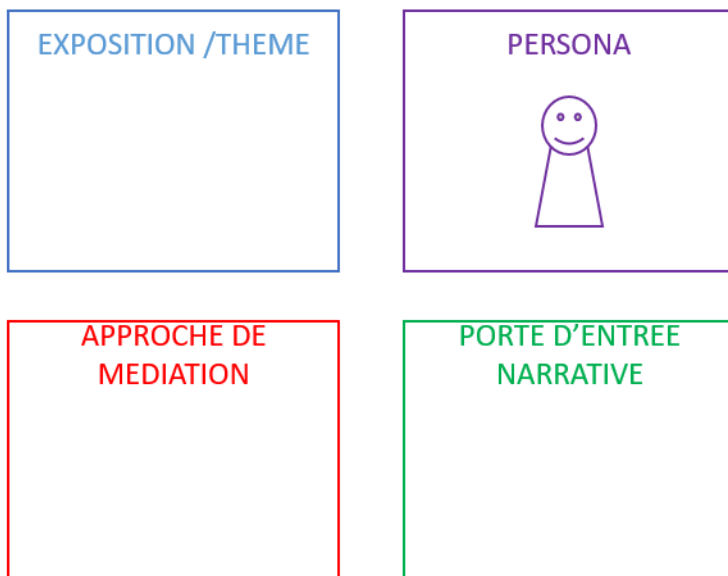 EXPOSITION /THEME
PERSONA
APPROCHE DE
MEDIATION
PORTE D'ENTREE
NARRATIVE